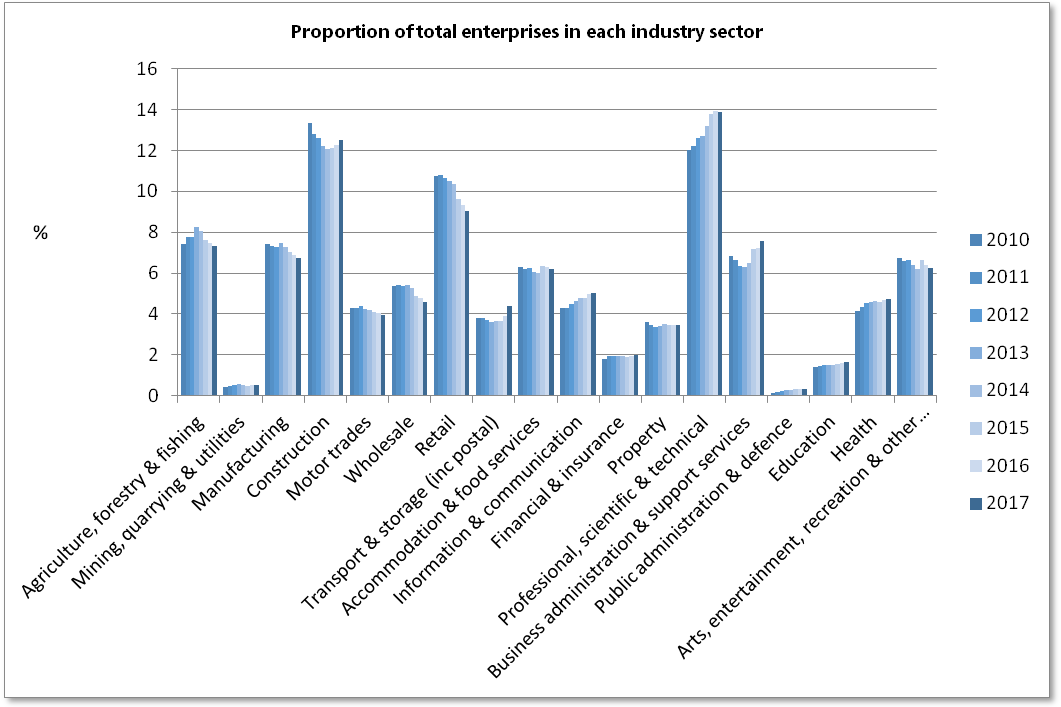 Proportion of total enterprises in each industry sector
16
14
12
10
8
6
4
2
0
%
Agriculture, forestry & fishing
Mining, quarrying & utilities
Manufacturing
Construction
Motor trades
Wholesale
Retail
Transport & storage (inc postal)
Accommodation & food services
Information & communication
Financial & insurance
Property
Professional, scientific & technical
Business administration & support services
Public administration & defence
Education
Health
Arts, entertainment, recreation & other...
2010
2011
2012
2013
2014
2015
2016
2017